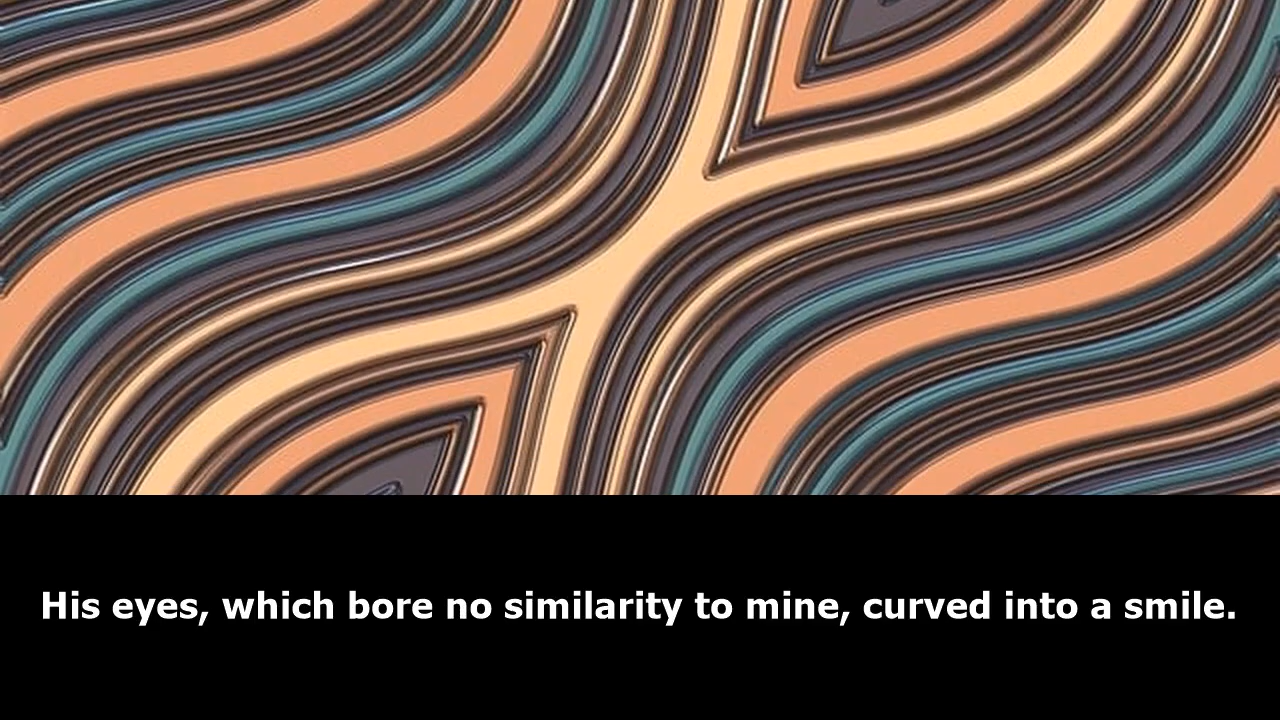 His eyes, which bore no similarity to mine, curved into a smile.